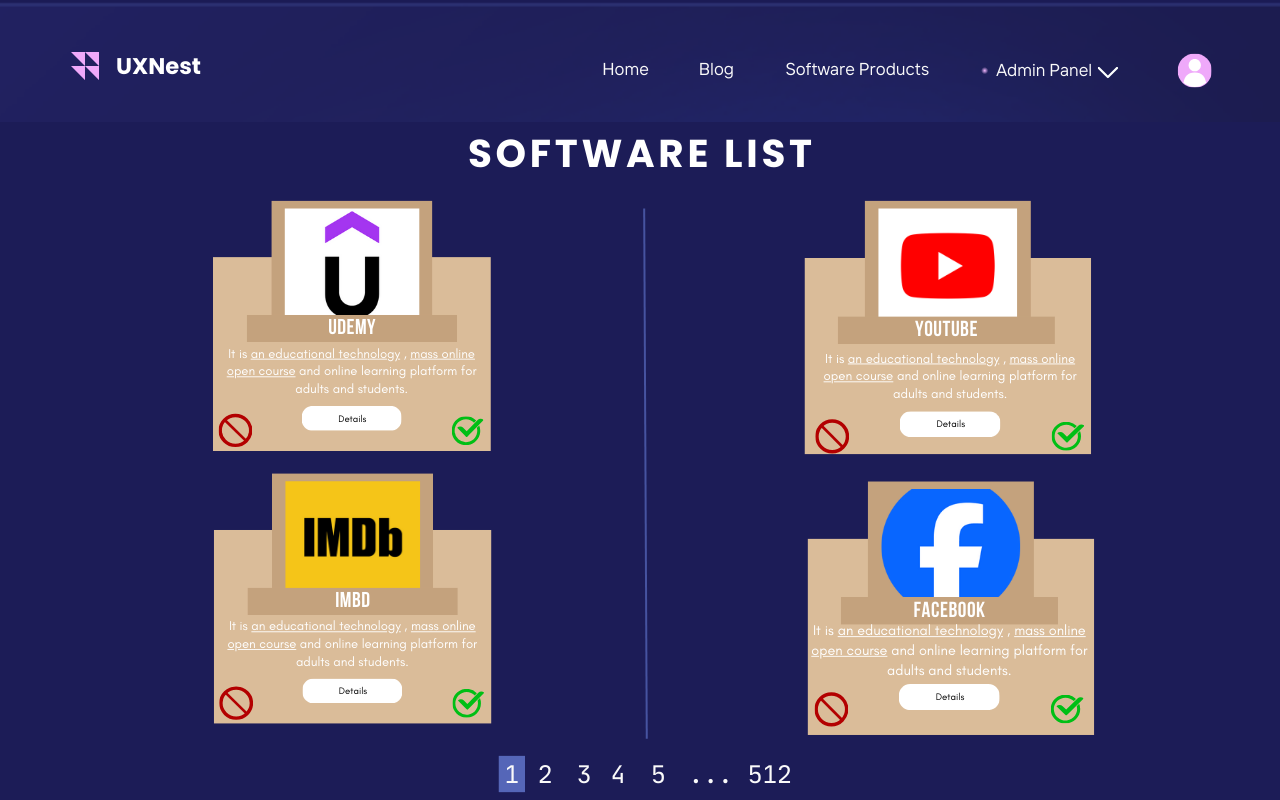 UXNest
Home Blog Software Products Admin Panel
SOFTWARE LIST
UDEMY
It is an educational technology , mass online
open course and online learning platform for
adults and students.
Details
YOUTUBE
It is an educational technology , mass online
open course and online learning platform for
adults and students.
Details
IMDb
IMBD
It is an educational technology , mass online
open course and online learning platform for
adults and students.
Details
FACEBOOK
It is an educational technology , mass online
open course and online learning platform for
adults and students.
Details
1 2 3 4 5 ... 512